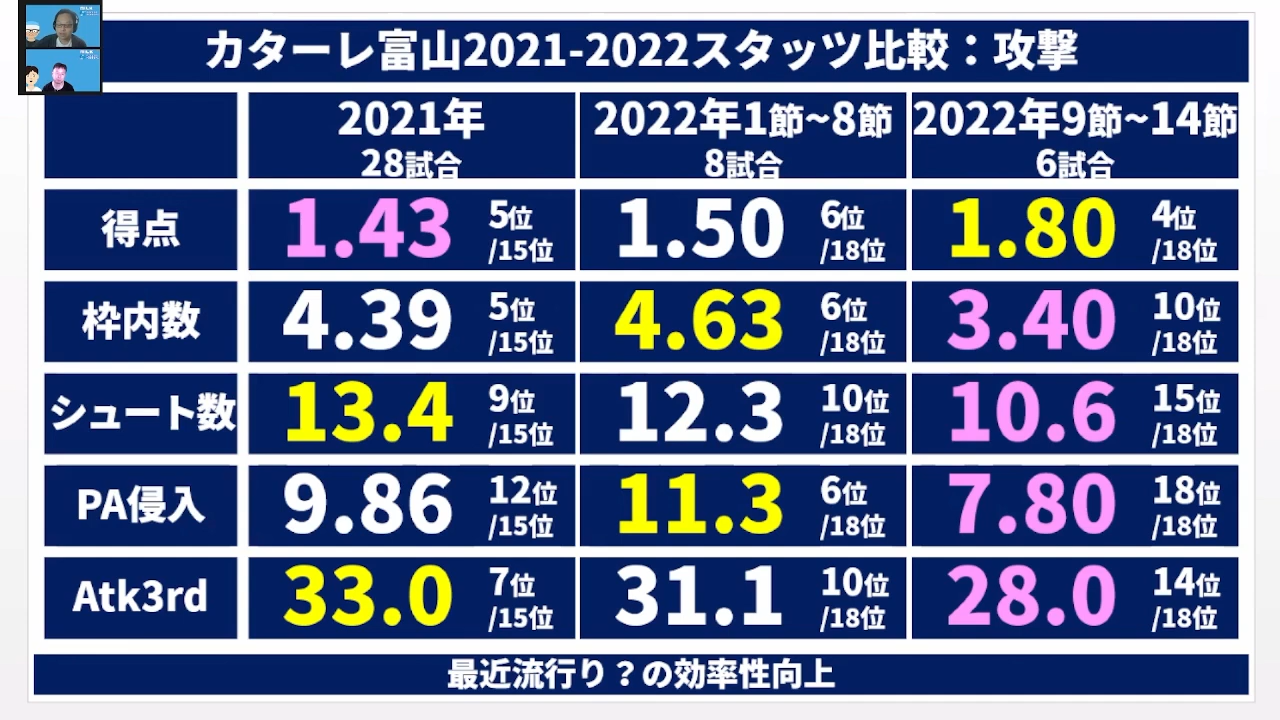 カターレ富山2021-2022スタッツ比較：攻撃
2021年
28試合
2022年1節~8節
8試合
2022年9節~14節
6試合
得点
1.43
5位
/15位
1.50
6位
/18位
1.80
4位
/18位
枠内数
4.39
5位
/15位
4.63
6位
/18位
3.40
10位
/18位
シュート数
13.4
9位
/15位
12.3
10位
/18位
10.6
15位
/18位
PA侵入
9.86
12位
/15位
11.3
6位
/18位
7.80
18位
/18位
Atk3rd
33.0
7位
/15位
31.1
10位
/18位
28.0
14位
/18位
最近流行り？の効率性向上